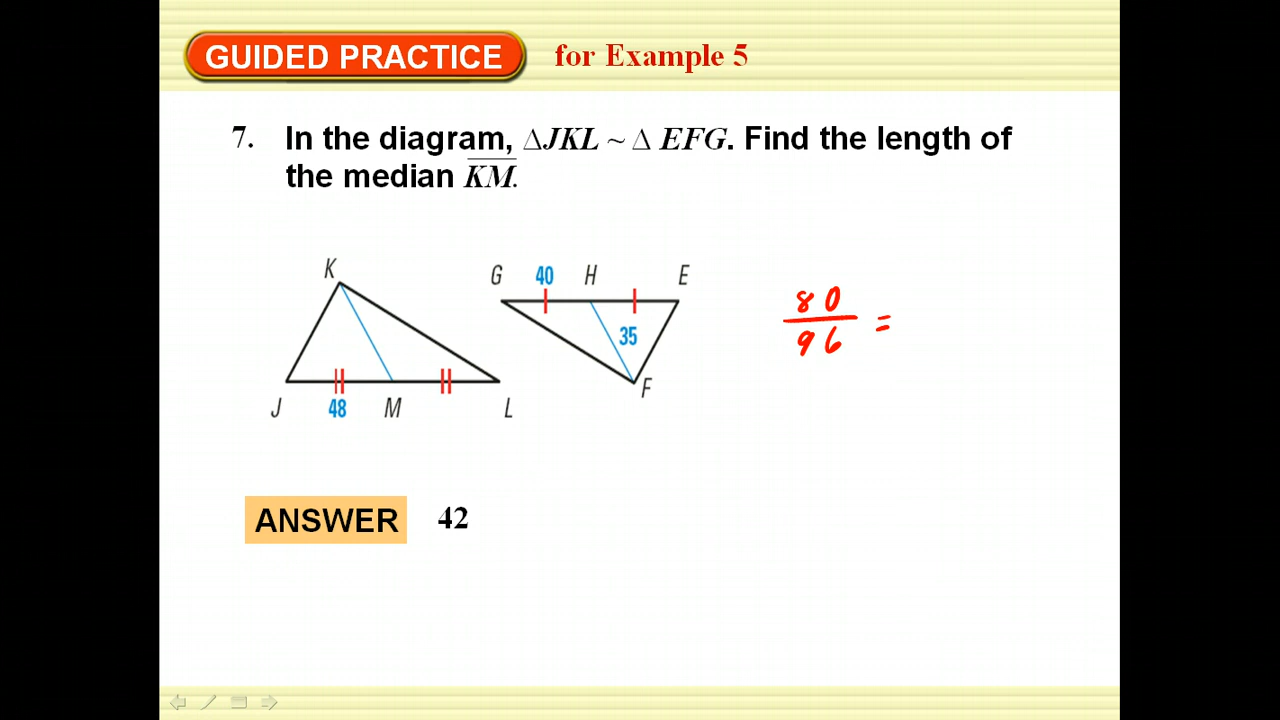 GUIDED PRACTICE for Example 5
7. In the diagram, ΔJKL ~ Δ EFG. Find the length of
the median KM.
K G 40 H E
80
35
96 =
F
J 48 M L
ANSWER 42